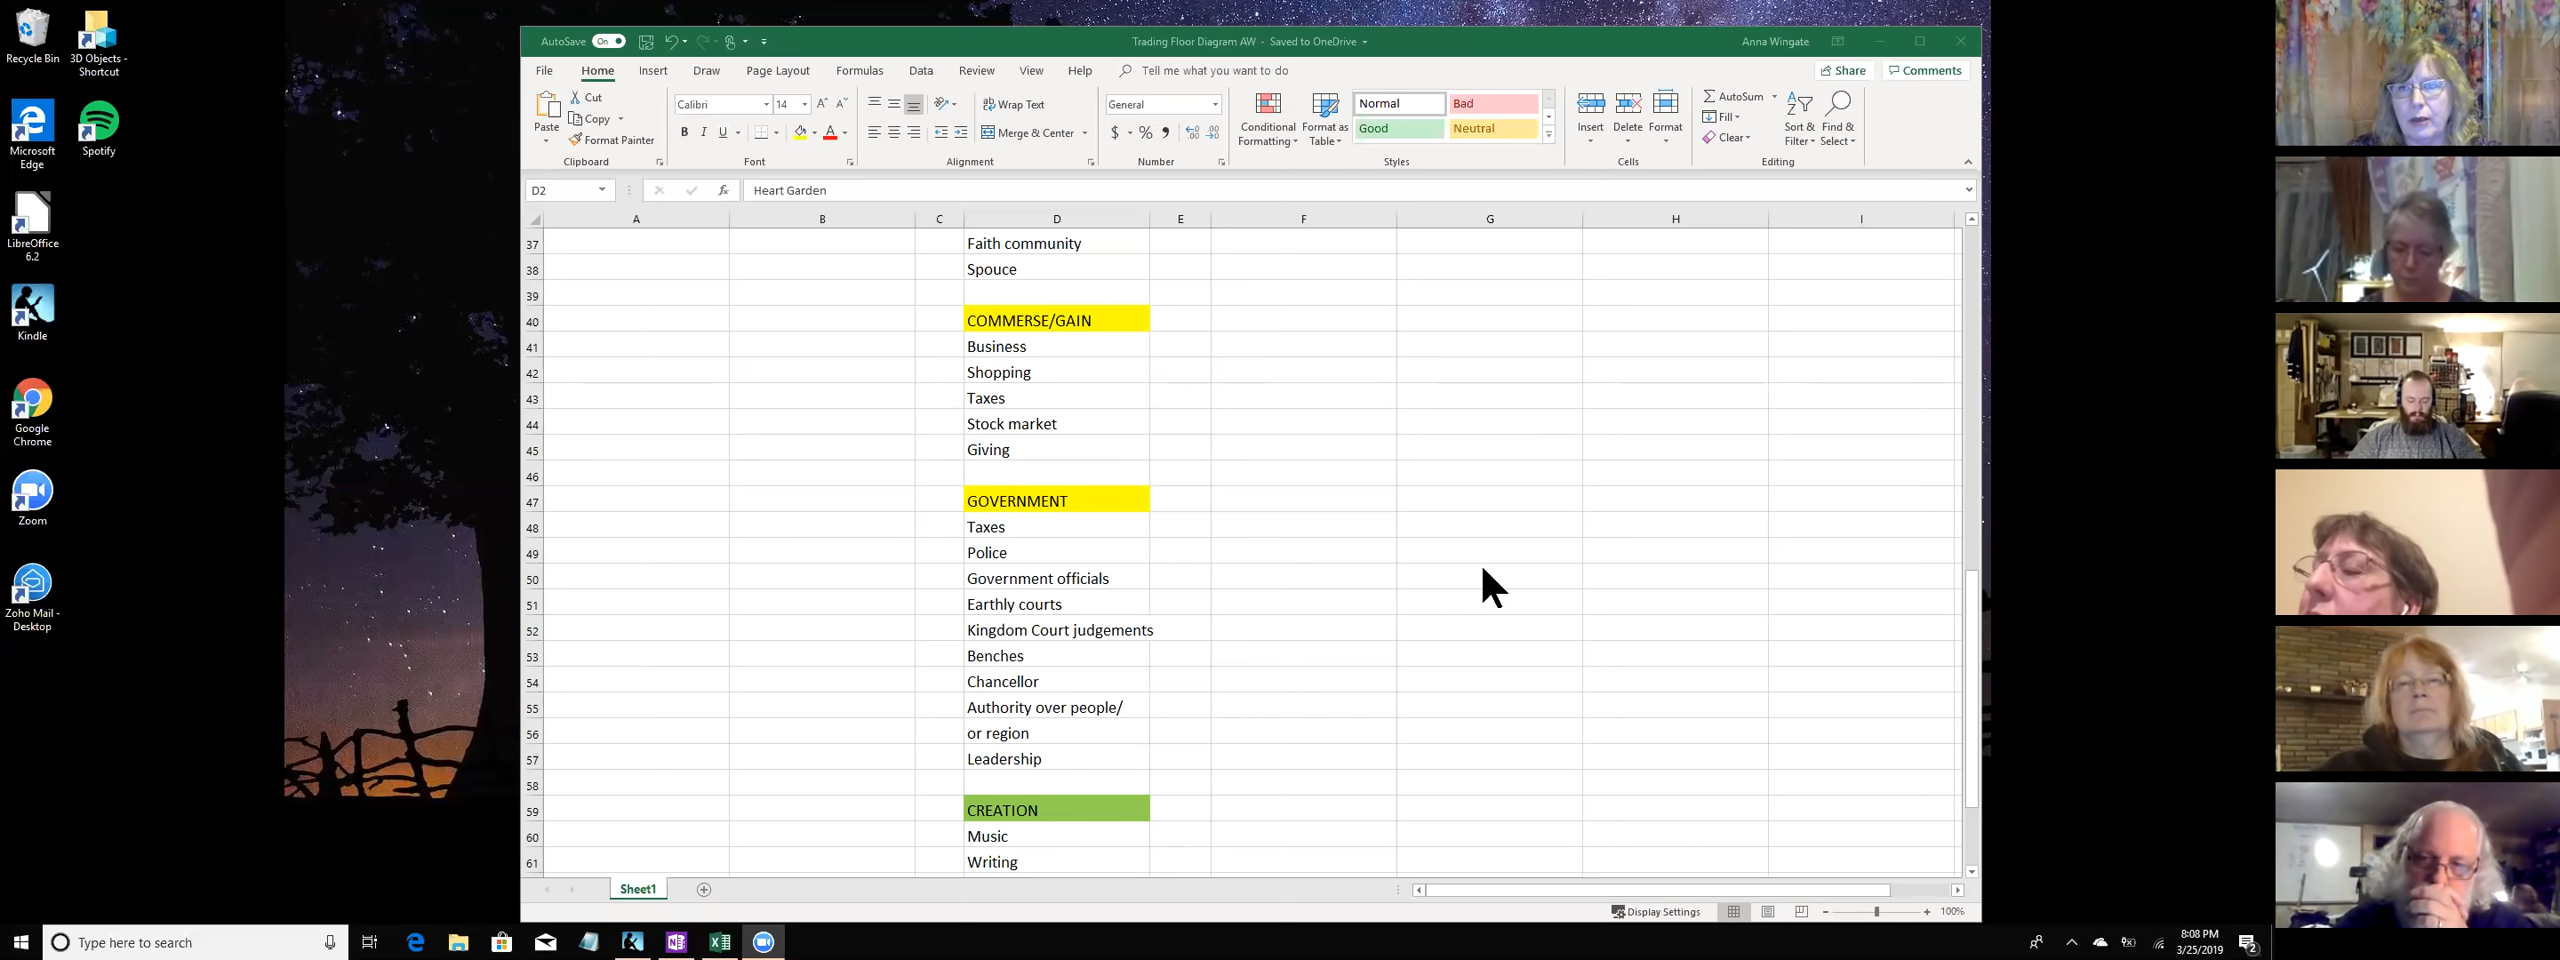 Recycle Bin
3D Objects -
Shortcut
Microsoft
Edge
Spotify
LibreOffice
6.2
Kindle
Google
Chrome
Zoom
Zoho Mail -
Desktop
AutoSave On
Trading Floor Diagram AW - Saved to OneDrive
Anna Wingate
File Home Insert Draw Page Layout Formulas Data Review View Help Tell me what you want to do
Share Comments
Paste
Cut
Copy
Format Painter
Clipboard
Calibri 14
B I U
Font
Wrap Text
Merge & Center
Alignment
General
$ % ,
Number
Conditional
Formatting
Format as
Table
Normal Bad
Good Neutral
Styles
Insert Delete Format
Cells
AutoSum
Fill
Clear
Sort &
Filter
Find &
Select
Editing
D2 fx Heart Garden
A B C D E F G H I
37 Faith community
38 Spouce
39
40 COMMERSE/GAIN
41 Business
42 Shopping
43 Taxes
44 Stock market
45 Giving
46
47 GOVERNMENT
48 Taxes
49 Police
50 Government officials
51 Earthly courts
52 Kingdom Court judgements
53 Benches
54 Chancellor
55 Authority over people/
56 or region
57 Leadership
58
59 CREATION
60 Music
61 Writing
Sheet1
Display Settings
100%
Type here to search
8:08 PM
3/25/2019
2